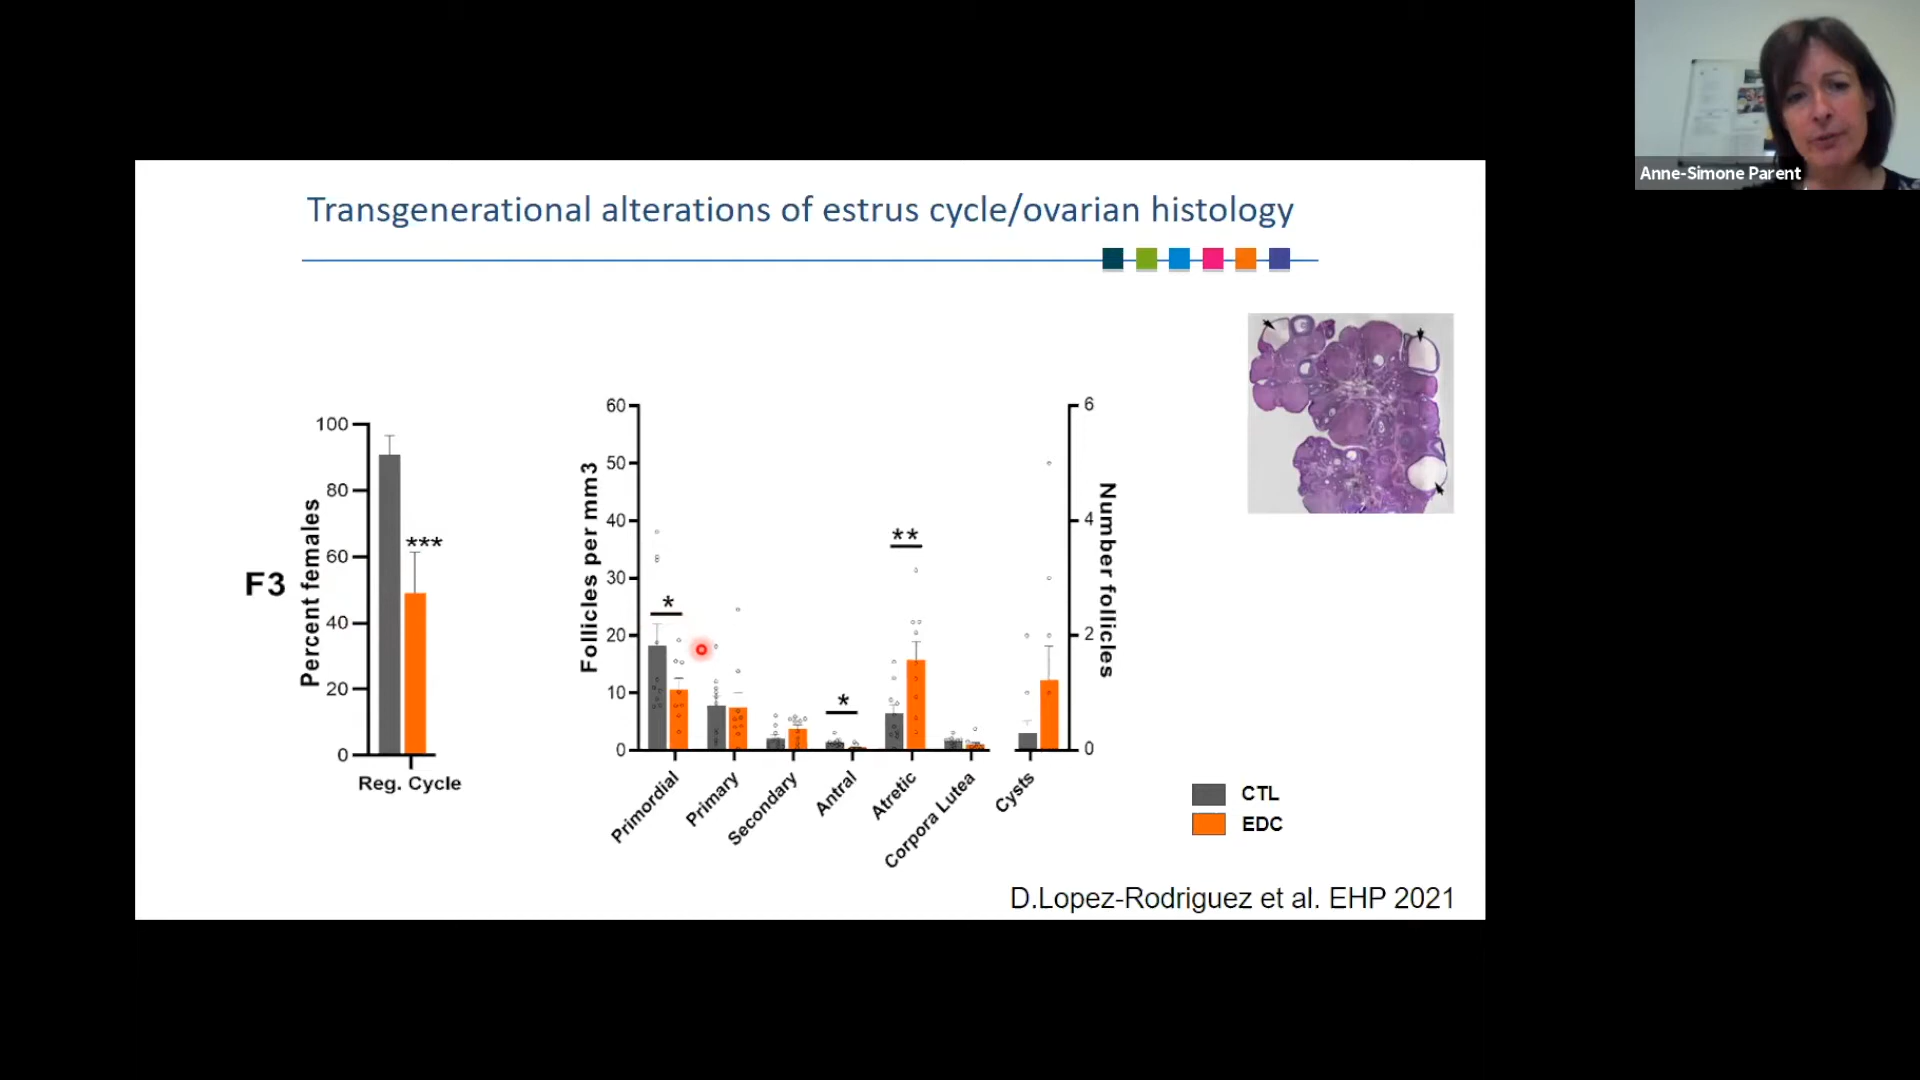 Anne-Simone Parent
Transgenerational alterations of estrus cycle/ovarian histology
F3
Percent females
100
80
60
40
20
0
***
Reg. Cycle
Follicles per mm3
60
50
40
30
20
10
0
*
*
**
Primordial
Primary
Secondary
Antral
Atretic
Corpora Lutea
Cysts
6
4
2
0
Number follicles
CTL
EDC
D.Lopez-Rodriguez et al. EHP 2021